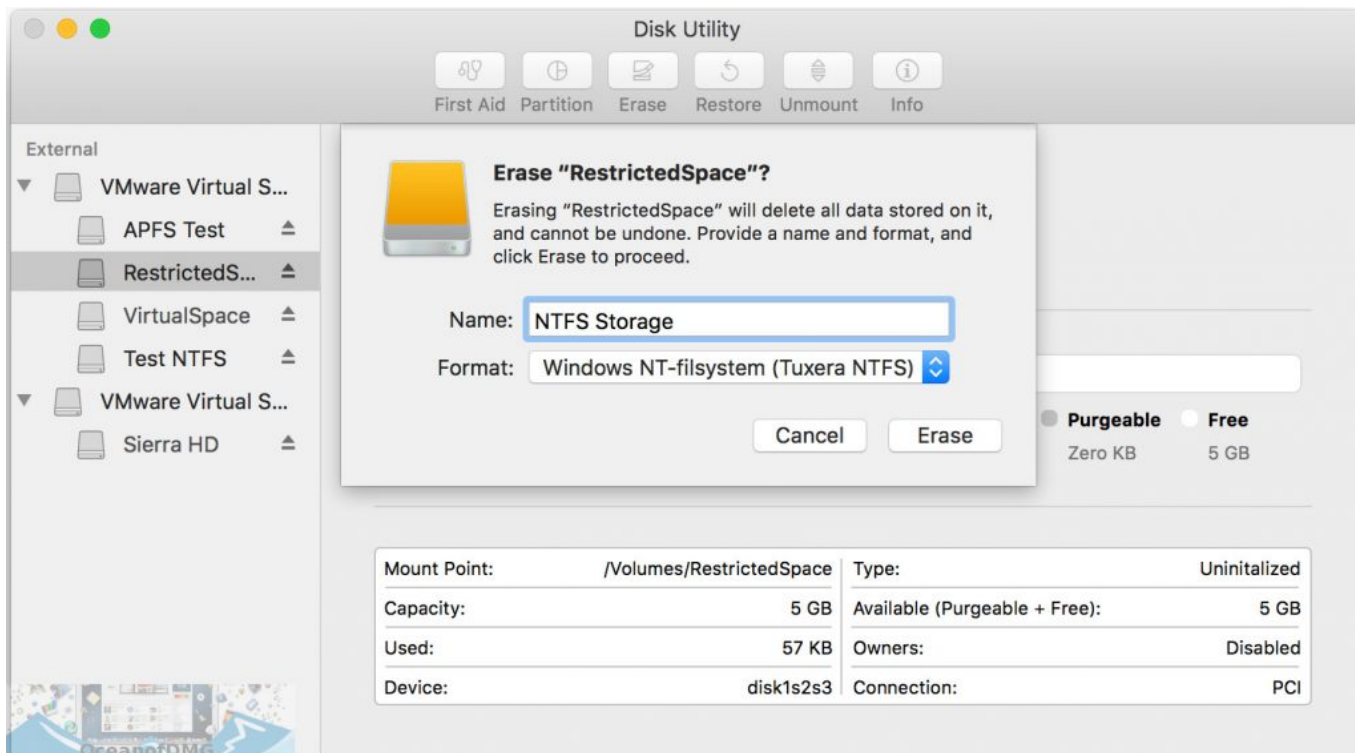 Disk Utility
First Aid Partition Erase Restore Unmount Info
External
VMware Virtual S...
APFS Test
RestrictedS...
VirtualSpace
Test NTFS
VMware Virtual S...
Sierra HD
Erase “RestrictedSpace”?
Erasing “RestrictedSpace” will delete all data stored on it,
and cannot be undone. Provide a name and format, and
click Erase to proceed.
Name: NTFS Storage
Format: Windows NT-filsystem (Tuxera NTFS)
Cancel Erase
Purgeable Free
Zero KB 5 GB
Mount Point: /Volumes/RestrictedSpace Type: Uninitalized
Capacity: 5 GB Available (Purgeable + Free): 5 GB
Used: 57 KB Owners: Disabled
Device: disk1s2s3 Connection: PCI
OceanofDMG